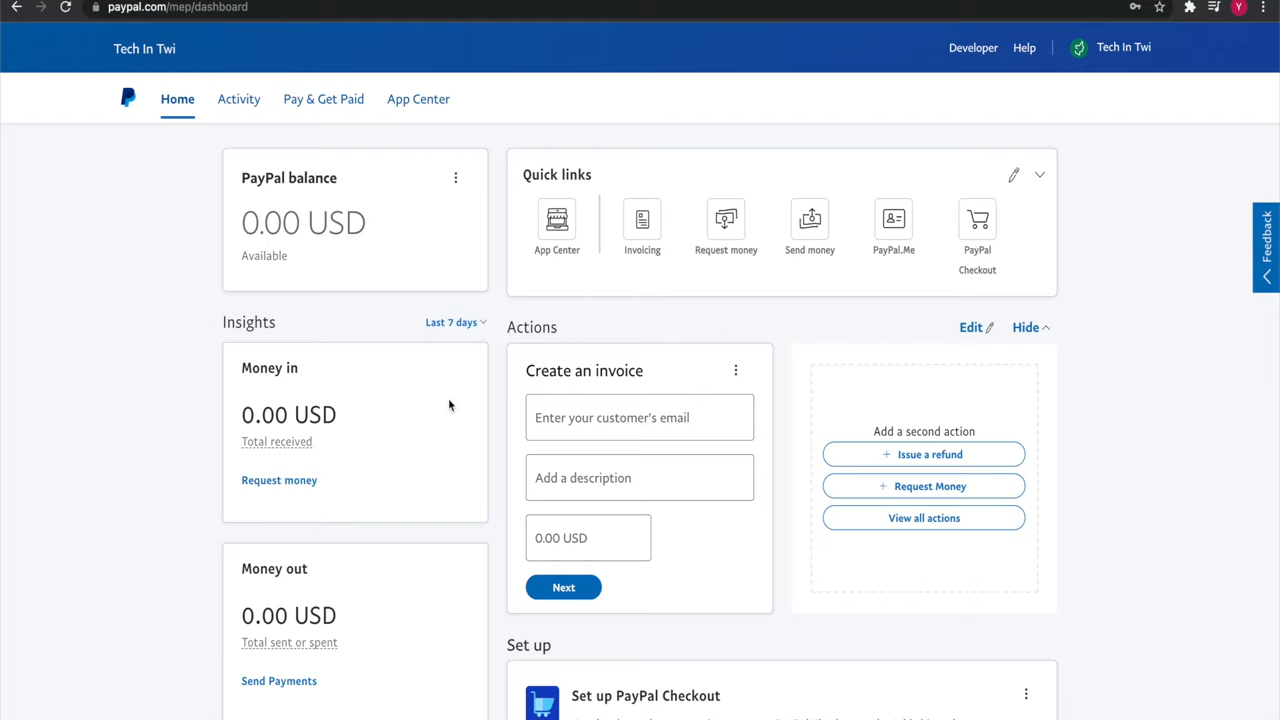 paypal.com/mep/dashboard
Y
Tech In Twi
Developer
Help
Tech In Twi
Home
Activity
Pay & Get Paid
App Center
PayPal balance
0.00 USD
Available
Quick links
App Center
Invoicing
Request money
Send money
PayPal.Me
PayPal
Checkout
Feedback
Insights
Last 7 days
Money in
0.00 USD
Total received
Request money
Money out
0.00 USD
Total sent or spent
Send Payments
Actions
Edit
Hide
Create an invoice
Enter your customer's email
Add a description
0.00 USD
Next
Add a second action
+ Issue a refund
+ Request Money
View all actions
Set up
Set up PayPal Checkout